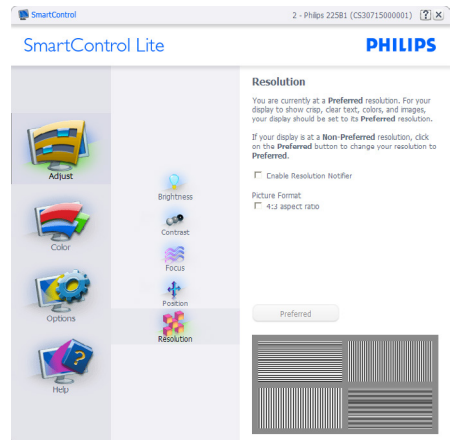 SmartControl
2 - Philips 225B1 (CS30715000001) ? X
SmartControl Lite
PHILIPS
Adjust
Color
Options
Help
Brightness
Contrast
Focus
Position
Resolution
Resolution
You are currently at a Preferred resolution. For your
display to show crisp, clear text, colors, and images,
your display should be set to its Preferred resolution.
If your display is at a Non-Preferred resolution, click
on the Preferred button to change your resolution to
Preferred.
Enable Resolution Notifier
Picture Format
4:3 aspect ratio
Preferred